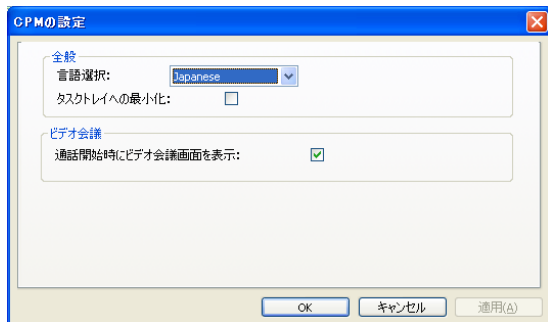 CPMの設定
全般
言語選択: Japanese
タスクトレイへの最小化:
ビデオ会議
通話開始時にビデオ会議画面を表示:
OK キャンセル 適用(A)